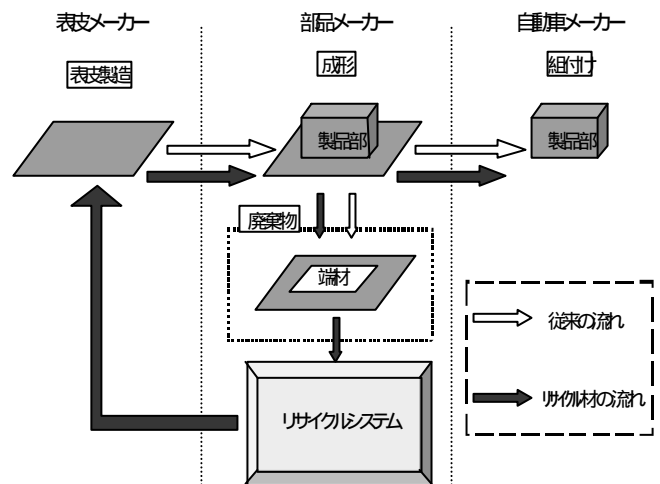 表皮メーカー
部品メーカー
自動車メーカー
表皮製造
成形
組付け
製品部
製品部
廃棄物
端材
従来の流れ
リサイクル材の流れ
リサイクルシステム